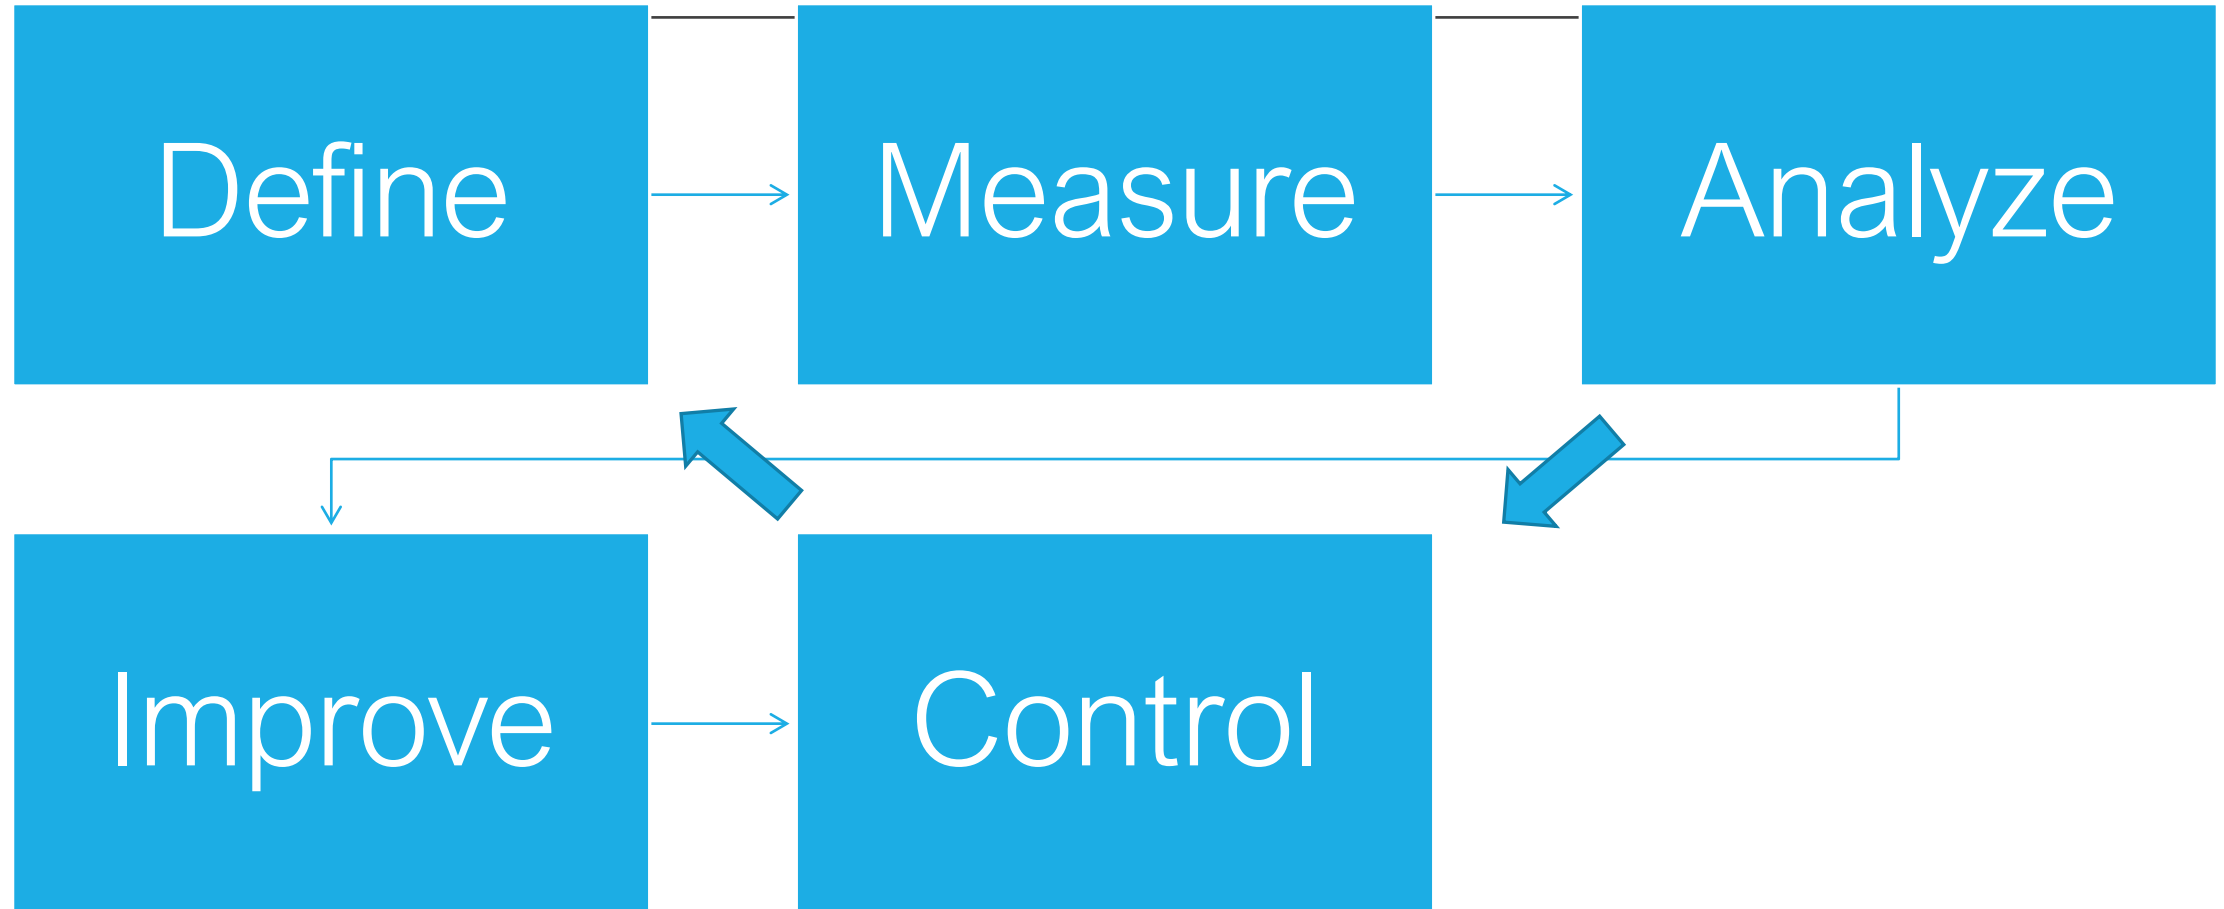 Define
Measure
Analyze
Improve
Control